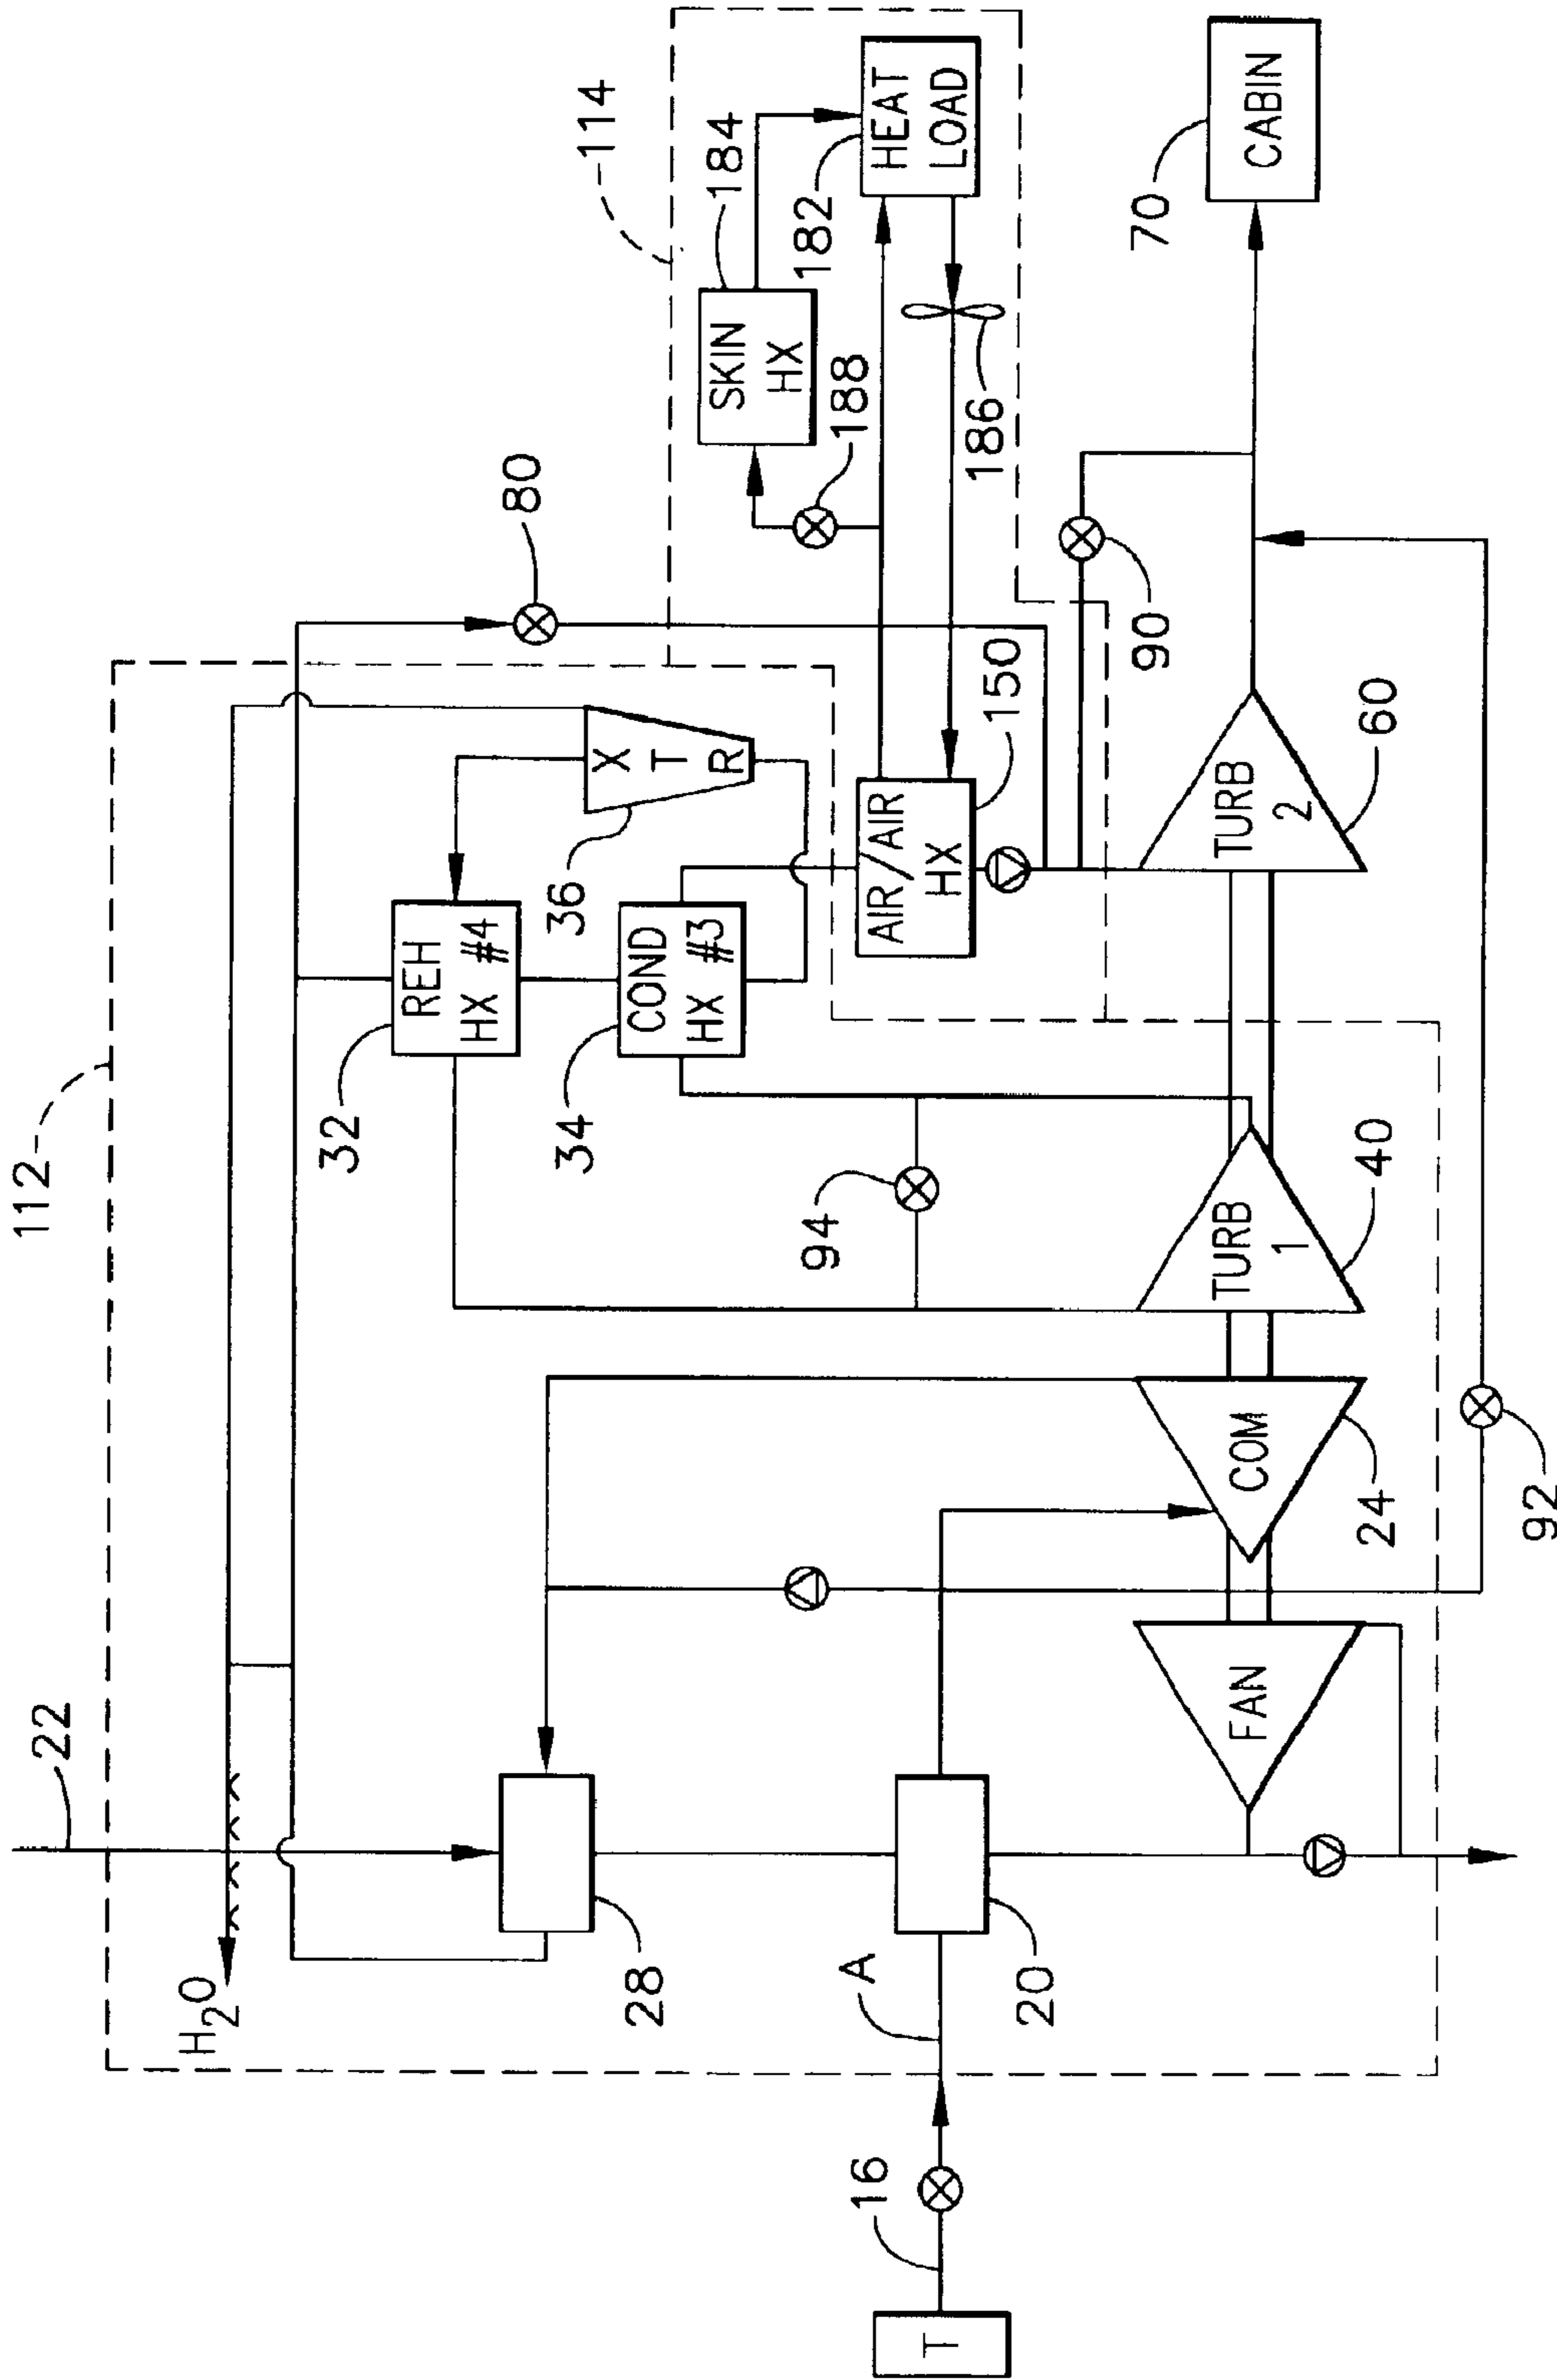 112
114
22
H2O
80
SKIN
HX
184
188
HEAT
LOAD
182
186
REH
HX #4
32
COND
HX #3
34
X
T
R
36
AIR/AIR
HX
150
90
CABIN
70
28
94
T
16
A
20
FAN
COM
24
TURB
1
40
TURB
2
60
92